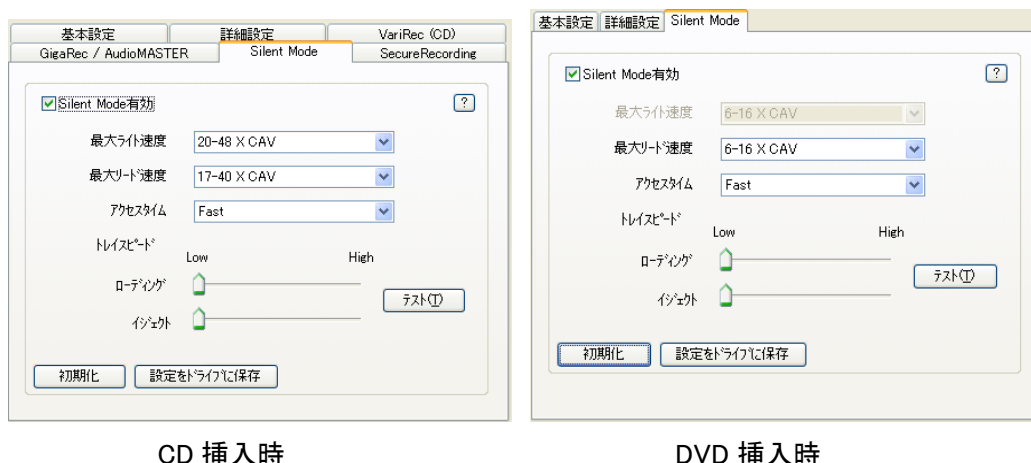 基本設定 詳細設定 VariRec (CD)
GigaRec / AudioMASTER Silent Mode SecureRecording
Silent Mode有効 ?
最大ライト速度 20-48 X CAV
最大リード速度 17-40 X CAV
アクセスタイム Fast
トレイスピード
Low High
ローディング
テスト(T)
イジェクト
初期化 設定をドライブに保存
CD 挿入時
基本設定 詳細設定 Silent Mode
Silent Mode有効 ?
最大ライト速度 6-16 X CAV
最大リード速度 6-16 X CAV
アクセスタイム Fast
トレイスピード
Low High
ローディング
テスト(T)
イジェクト
初期化 設定をドライブに保存
DVD 挿入時